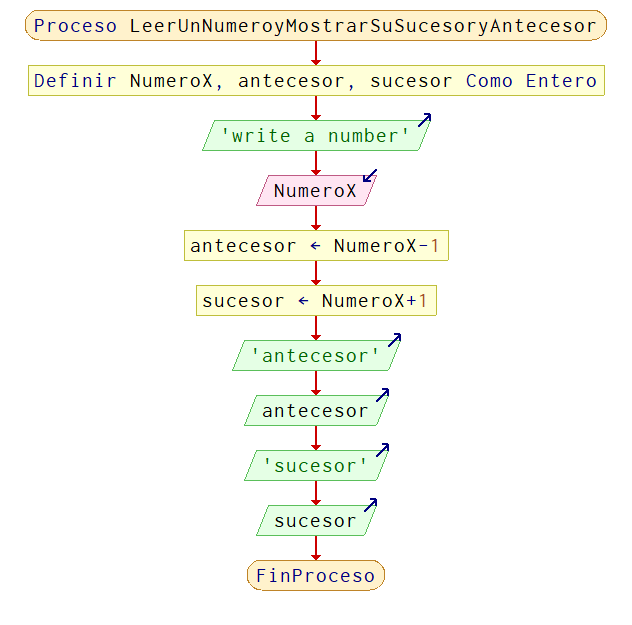 Proceso LeerUnNumeroyMostrarSuSucesoryAntecesor
Definir NumeroX, antecesor, sucesor Como Entero
'write a number'
NumeroX
antecesor ← NumeroX-1
sucesor ← NumeroX+1
'antecesor'
antecesor
'sucesor'
sucesor
FinProceso